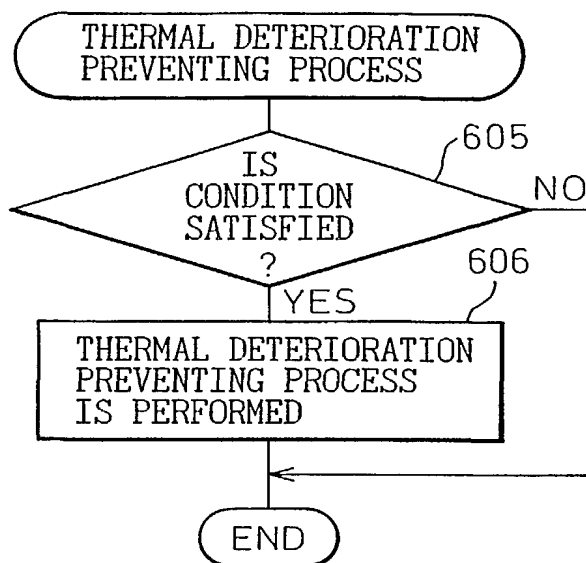 THERMAL DETERIORATION
PREVENTING PROCESS
605
IS
CONDITION
SATISFIED
?
NO
YES
606
THERMAL DETERIORATION
PREVENTING PROCESS
IS PERFORMED
END